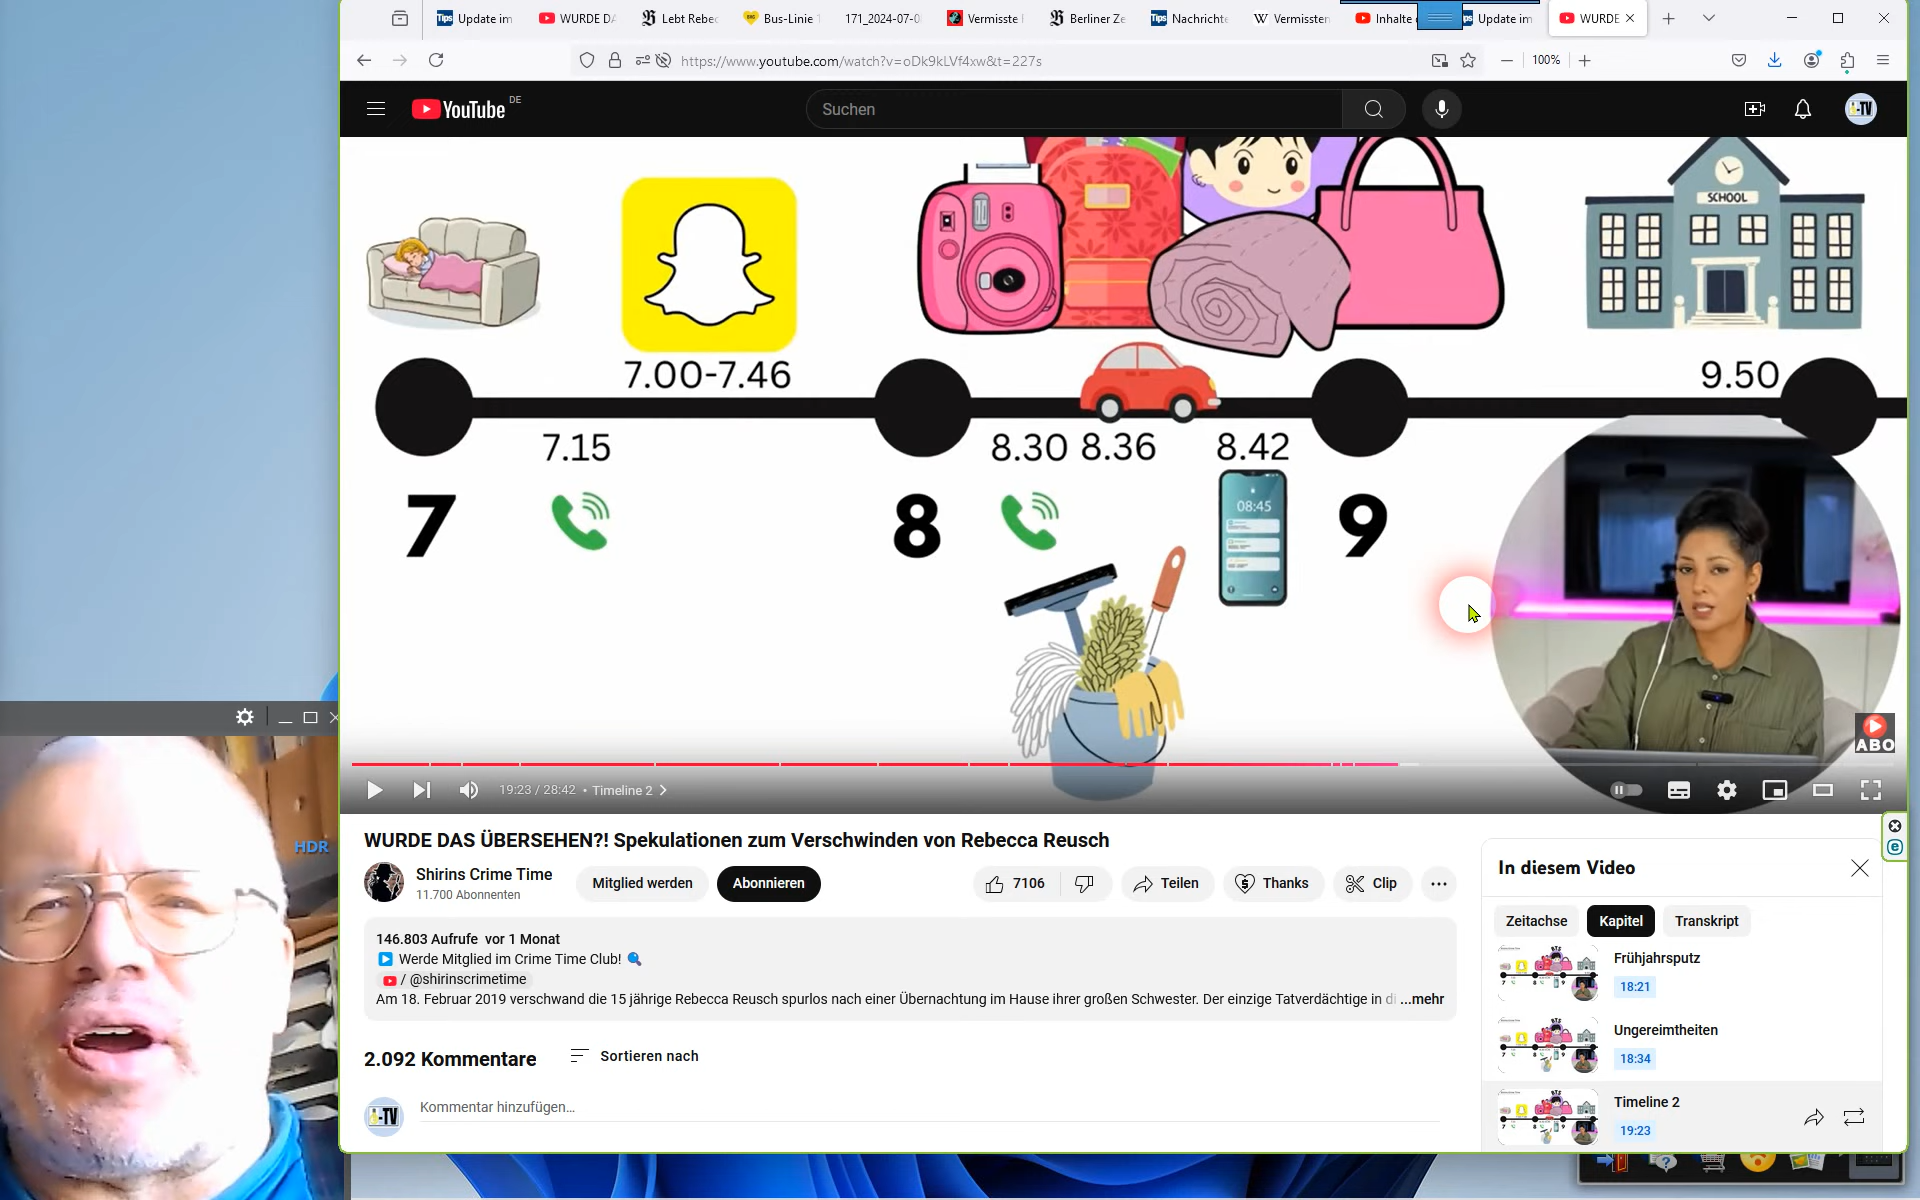 Update im
WURDE DA
Lebt Rebec
Bus-Linie 1
171_2024-07-0
Vermisste
Berliner Ze
Nachrichte
Vermissten
Inhalte
Update im
WURDE
https://www.youtube.com/watch?v=oDk9kLVf4xw&t=227s
100%
YouTube DE
Suchen
i-TV
SCHOOL
7.00-7.46
9.50
7.15
8.30 8.36
8.42
7
8
08:45
9
ABO
19:23 / 28:42 • Timeline 2
HDR
WURDE DAS ÜBERSEHEN?! Spekulationen zum Verschwinden von Rebecca Reusch
Shirins Crime Time
11.700 Abonnenten
Mitglied werden
Abonnieren
7106
Teilen
Thanks
Clip
146.803 Aufrufe vor 1 Monat
Werde Mitglied im Crime Time Club!
/ @shirinscrimetime
Am 18. Februar 2019 verschwand die 15 jährige Rebecca Reusch spurlos nach einer Übernachtung im Hause ihrer großen Schwester. Der einzige Tatverdächtige in di ...mehr
2.092 Kommentare
Sortieren nach
Kommentar hinzufügen...
In diesem Video
Zeitachse
Kapitel
Transkript
Frühjahrsputz
18:21
Ungereimtheiten
18:34
Timeline 2
19:23